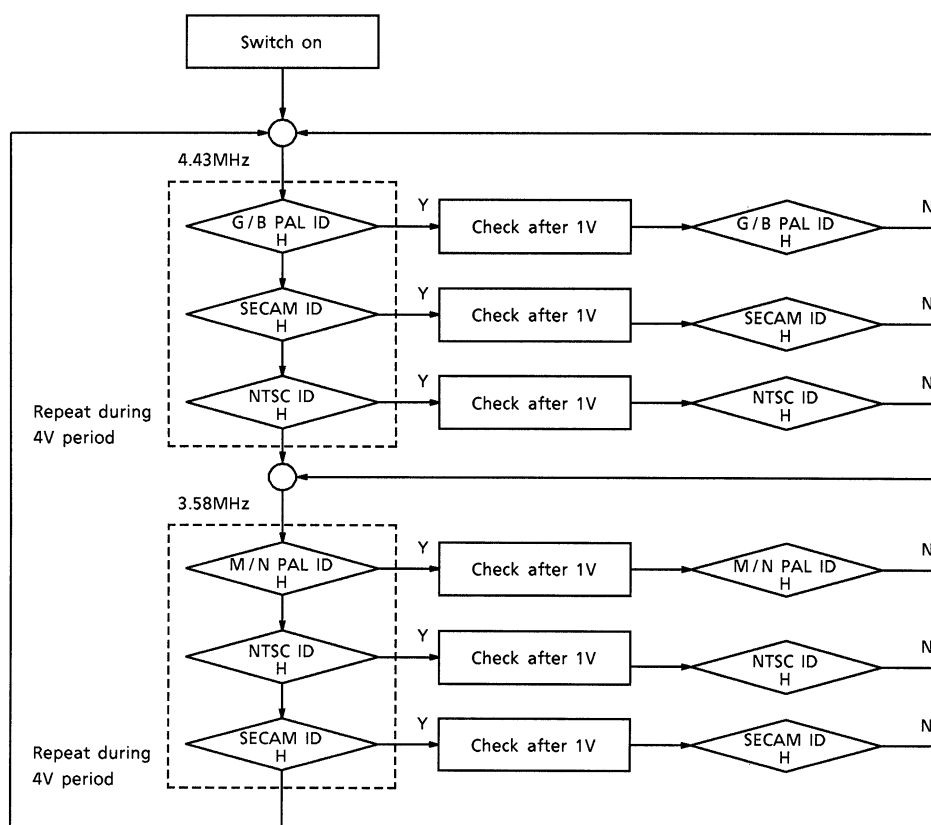 Switch on
4.43MHz
G/B PAL ID
H
Y
Check after 1V
G/B PAL ID
H
N
SECAM ID
H
Y
Check after 1V
SECAM ID
H
N
NTSC ID
H
Y
Check after 1V
NTSC ID
H
N
Repeat during
4V period
3.58MHz
M/N PAL ID
H
Y
Check after 1V
M/N PAL ID
H
N
NTSC ID
H
Y
Check after 1V
NTSC ID
H
N
SECAM ID
H
Y
Check after 1V
SECAM ID
H
N
Repeat during
4V period